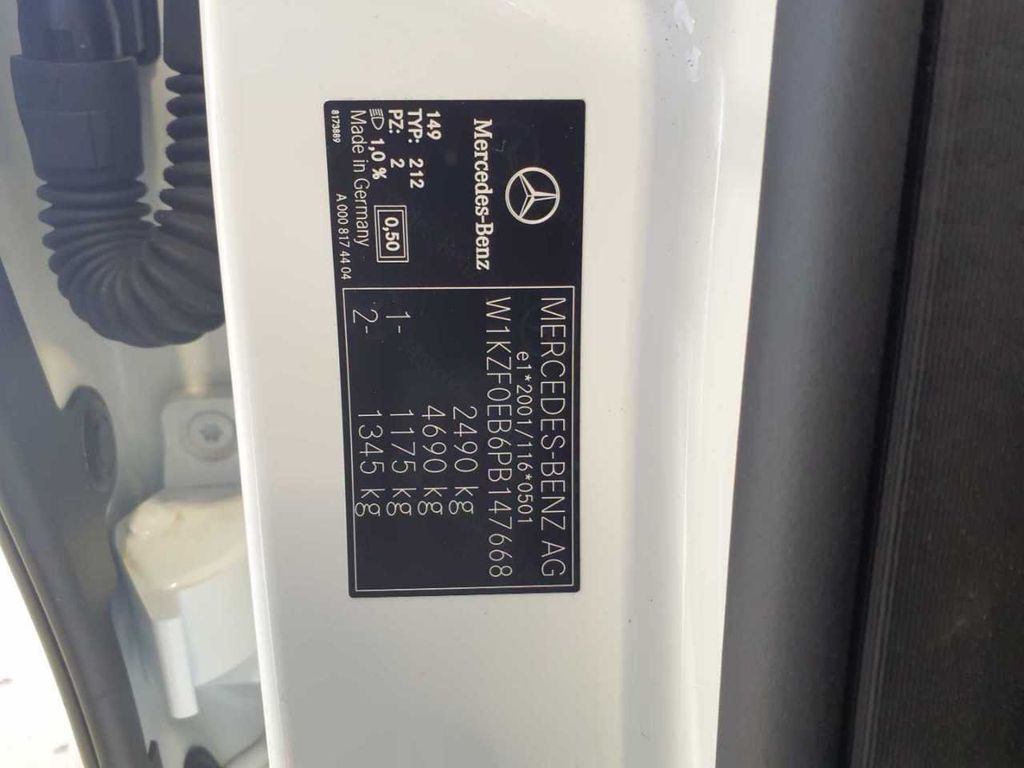 Mercedes-Benz
149
TYP: 212
PZ: 2
1,0 %
0,50
Made in Germany
8173889
A 000 817 44 04
MERCEDES-BENZ AG
e1*2001/116*0501
W1KZF0EB6PB147668
2490 kg
4690 kg
1- 1175 kg
2- 1345 kg